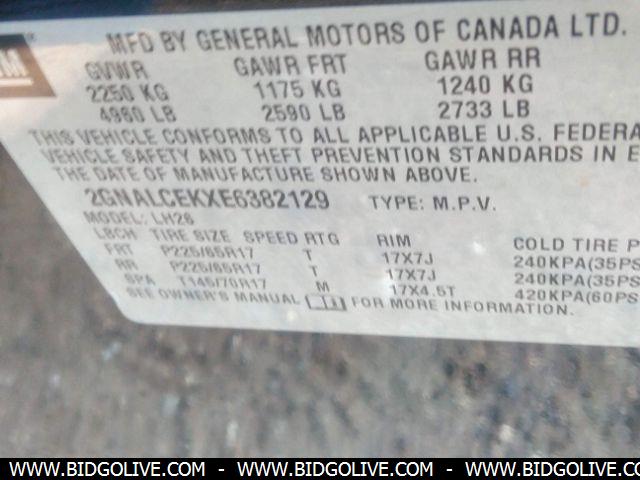 GM
MFD BY GENERAL MOTORS OF CANADA LTD.
GVWR GAWR FRT GAWR RR
2250 KG 1175 KG 1240 KG
4960 LB 2590 LB 2733 LB
THIS VEHICLE CONFORMS TO ALL APPLICABLE U.S. FEDERA
VEHICLE SAFETY AND THEFT PREVENTION STANDARDS IN E
THE DATE OF MANUFACTURE SHOWN ABOVE.
2GNALCEKXE6382129 TYPE: M.P.V.
MODEL: LH26
LBCH TIRE SIZE SPEED RTG RIM COLD TIRE P
FRT P225/65R17 T 17X7J 240KPA(35PS
RR P225/65R17 T 17X7J 240KPA(35PS
SPA T145/70R17 M 17X4.5T 420KPA(60PS
SEE OWNER'S MANUAL FOR MORE INFORMATION.
WWW.BIDGOLIVE.COM - WWW.BIDGOLIVE.COM - WWW.BIDGOLIVE.COM